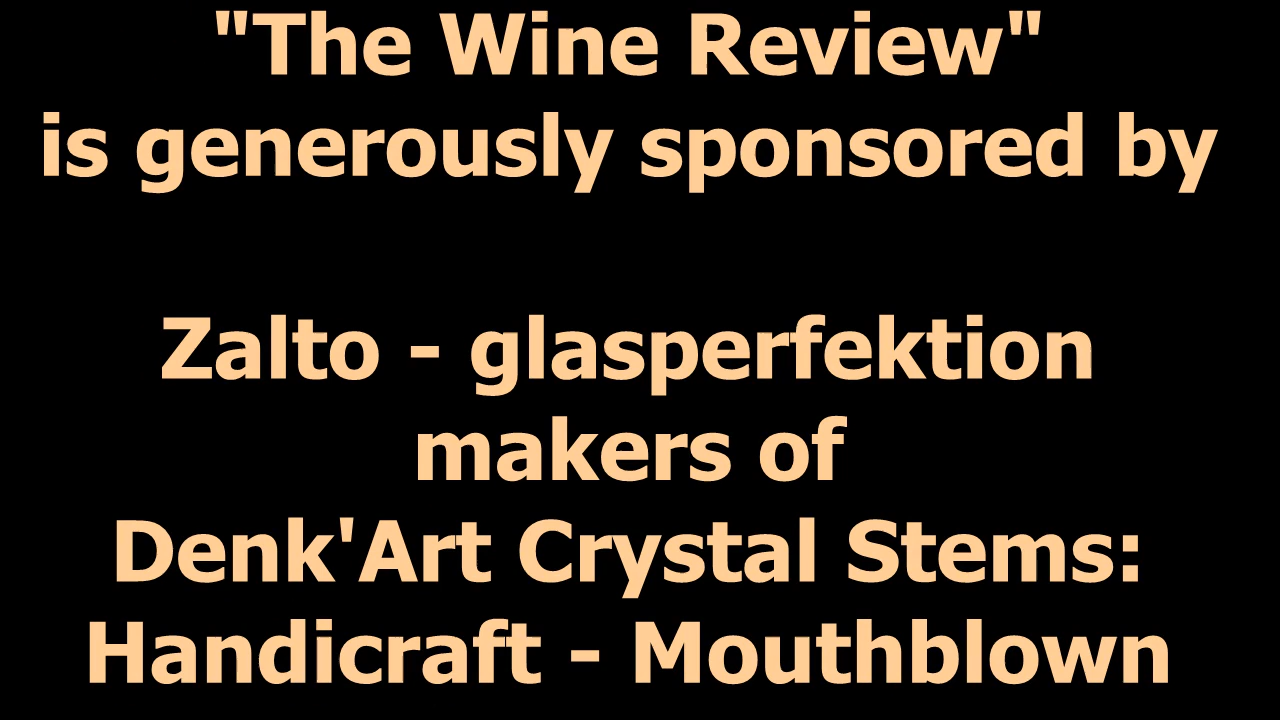 "The Wine Review"
is generously sponsored by
Zalto - glasperfektion
makers of
Denk'Art Crystal Stems:
Handicraft - Mouthblown